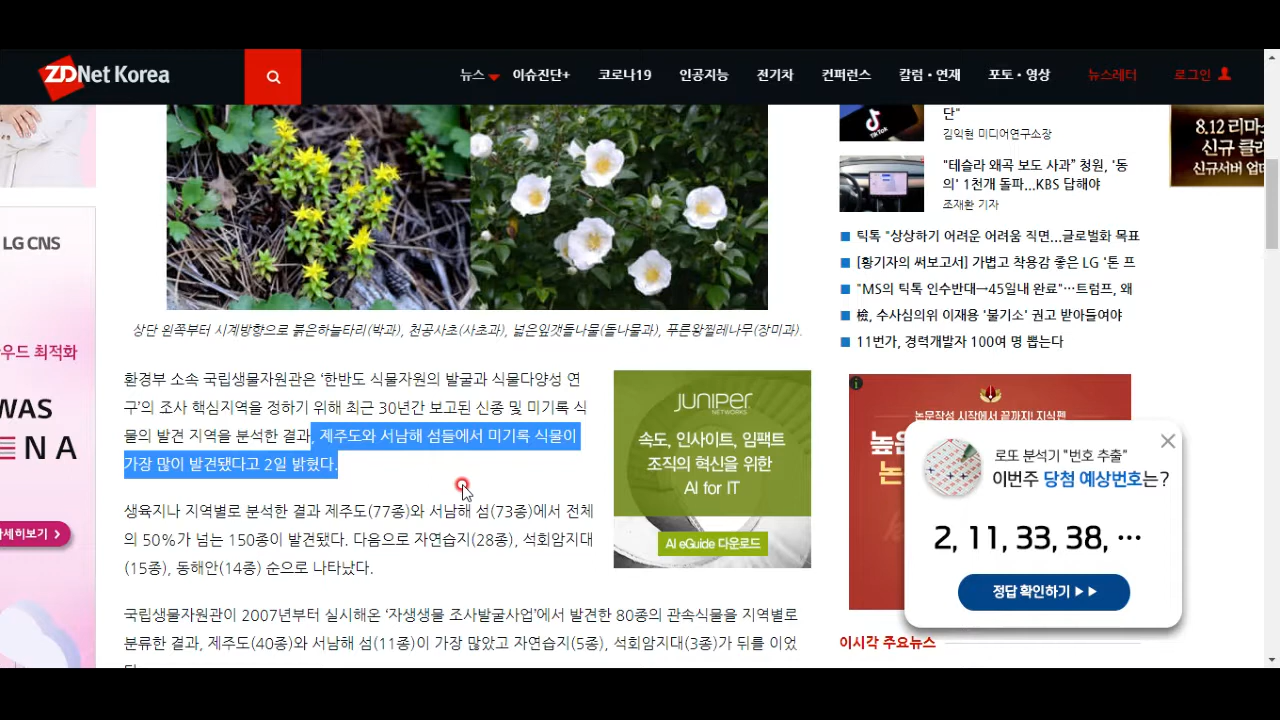 ZDNet Korea
뉴스
이슈진단+
코로나19
인공지능
전기차
컨퍼런스
칼럼・연재
포토・영상
뉴스레터
로그인
LG CNS
우드 최적화
WAS
ENA
세히보기 >
상단 왼쪽부터 시계방향으로 붉은하늘타리(박과), 천공사초(사초과), 넓은잎갯돌나물(돌나물과), 푸른왕찔레나무(장미과).
환경부 소속 국립생물자원관은 ‘한반도 식물자원의 발굴과 식물다양성 연
구’의 조사 핵심지역을 정하기 위해 최근 30년간 보고된 신종 및 미기록 식
물의 발견 지역을 분석한 결과, 제주도와 서남해 섬들에서 미기록 식물이
가장 많이 발견됐다고 2일 밝혔다.
생육지나 지역별로 분석한 결과 제주도(77종)와 서남해 섬(73종)에서 전체
의 50%가 넘는 150종이 발견됐다. 다음으로 자연습지(28종), 석회암지대
(15종), 동해안(14종) 순으로 나타났다.
국립생물자원관이 2007년부터 실시해온 ‘자생생물 조사발굴사업’에서 발견한 80종의 관속식물을 지역별로
분류한 결과, 제주도(40종)와 서남해 섬(11종)이 가장 많았고 자연습지(5종), 석회암지대(3종)가 뒤를 이었
JUNIPER
NETWORKS
속도, 인사이트, 임팩트
조직의 혁신을 위한
AI for IT
AI eGuide 다운로드
단"
김익현 미디어연구소장
TikTok
"테슬라 왜곡 보도 사과" 청원, '동
의' 1천개 돌파...KBS 답해야
조재환 기자
틱톡 "상상하기 어려운 어려움 직면...글로벌화 목표
[황기자의 써보고서] 가볍고 착용감 좋은 LG '톤 프
"MS의 틱톡 인수반대→45일내 완료"…트럼프, 왜
檢, 수사심의위 이재용 '불기소' 권고 받아들여야
11번가, 경력개발자 100여 명 뽑는다
8.12 리마스
신규 클
신규서버 업데
논문작성 시작에서 끝까지! 지식펜
높은
논
로또 분석기 "번호 추출"
이번주 당첨 예상번호는?
2, 11, 33, 38, …
정답 확인하기 ▶▶
이시각 주요뉴스